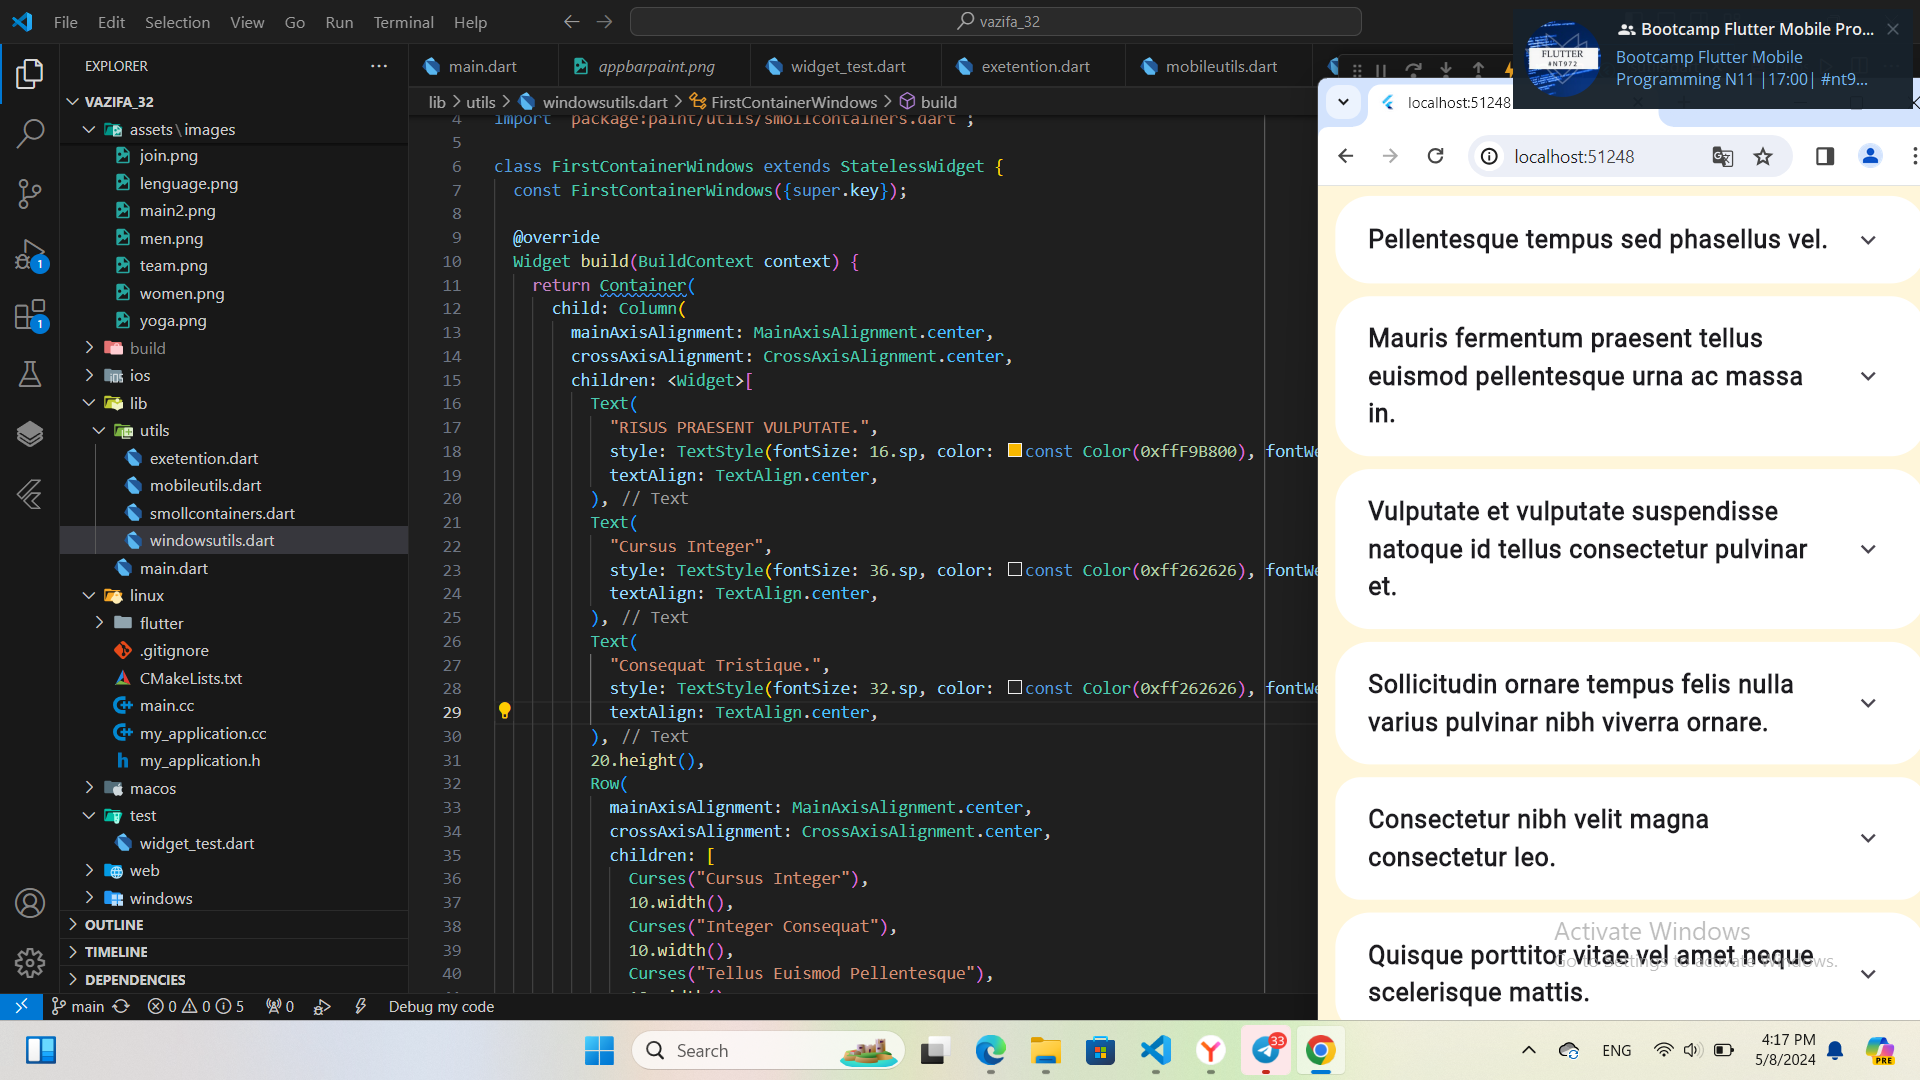 File Edit Selection View Go Run Terminal Help
vazifa_32
Bootcamp Flutter Mobile Pro...
Bootcamp Flutter Mobile
Programming N11 |17:00| #nt9...
FLUTTER
#NT972
EXPLORER
main.dart
appbarpaint.png
widget_test.dart
exetention.dart
mobileutils.dart
localhost:51248
VAZIFA_32
lib > utils > windowsutils.dart > FirstContainerWindows > build
localhost:51248
assets \ images
join.png
lenguage.png
main2.png
men.png
team.png
women.png
yoga.png
build
ios
lib
utils
exetention.dart
mobileutils.dart
smollcontainers.dart
windowsutils.dart
main.dart
linux
flutter
.gitignore
CMakeLists.txt
main.cc
my_application.cc
my_application.h
macos
test
widget_test.dart
web
windows
OUTLINE
TIMELINE
DEPENDENCIES
4 import 'package:paint/utils/smollcontainers.dart';
5
6 class FirstContainerWindows extends StatelessWidget {
7 const FirstContainerWindows({super.key});
8
9 @override
10 Widget build(BuildContext context) {
11 return Container(
12 child: Column(
13 mainAxisAlignment: MainAxisAlignment.center,
14 crossAxisAlignment: CrossAxisAlignment.center,
15 children: <Widget>[
16 Text(
17 "RISUS PRAESENT VULPUTATE.",
18 style: TextStyle(fontSize: 16.sp, color: const Color(0xffF9B800), fontWe
19 textAlign: TextAlign.center,
20 ), // Text
21 Text(
22 "Cursus Integer",
23 style: TextStyle(fontSize: 36.sp, color: const Color(0xff262626), fontWe
24 textAlign: TextAlign.center,
25 ), // Text
26 Text(
27 "Consequat Tristique.",
28 style: TextStyle(fontSize: 32.sp, color: const Color(0xff262626), fontWe
29 textAlign: TextAlign.center,
30 ), // Text
31 20.height(),
32 Row(
33 mainAxisAlignment: MainAxisAlignment.center,
34 crossAxisAlignment: CrossAxisAlignment.center,
35 children: [
36 Curses("Cursus Integer"),
37 10.width(),
38 Curses("Integer Consequat"),
39 10.width(),
40 Curses("Tellus Euismod Pellentesque"),
Pellentesque tempus sed phasellus vel.
Mauris fermentum praesent tellus
euismod pellentesque urna ac massa
in.
Vulputate et vulputate suspendisse
natoque id tellus consectetur pulvinar
et.
Sollicitudin ornare tempus felis nulla
varius pulvinar nibh viverra ornare.
Consectetur nibh velit magna
consectetur leo.
Activate Windows
Go to Settings to activate Windows.
Quisque porttitor vitae vel amet neque
scelerisque mattis.
1
1
main 0 0 5 0 Debug my code
Search
33
ENG
4:17 PM
5/8/2024
PRE